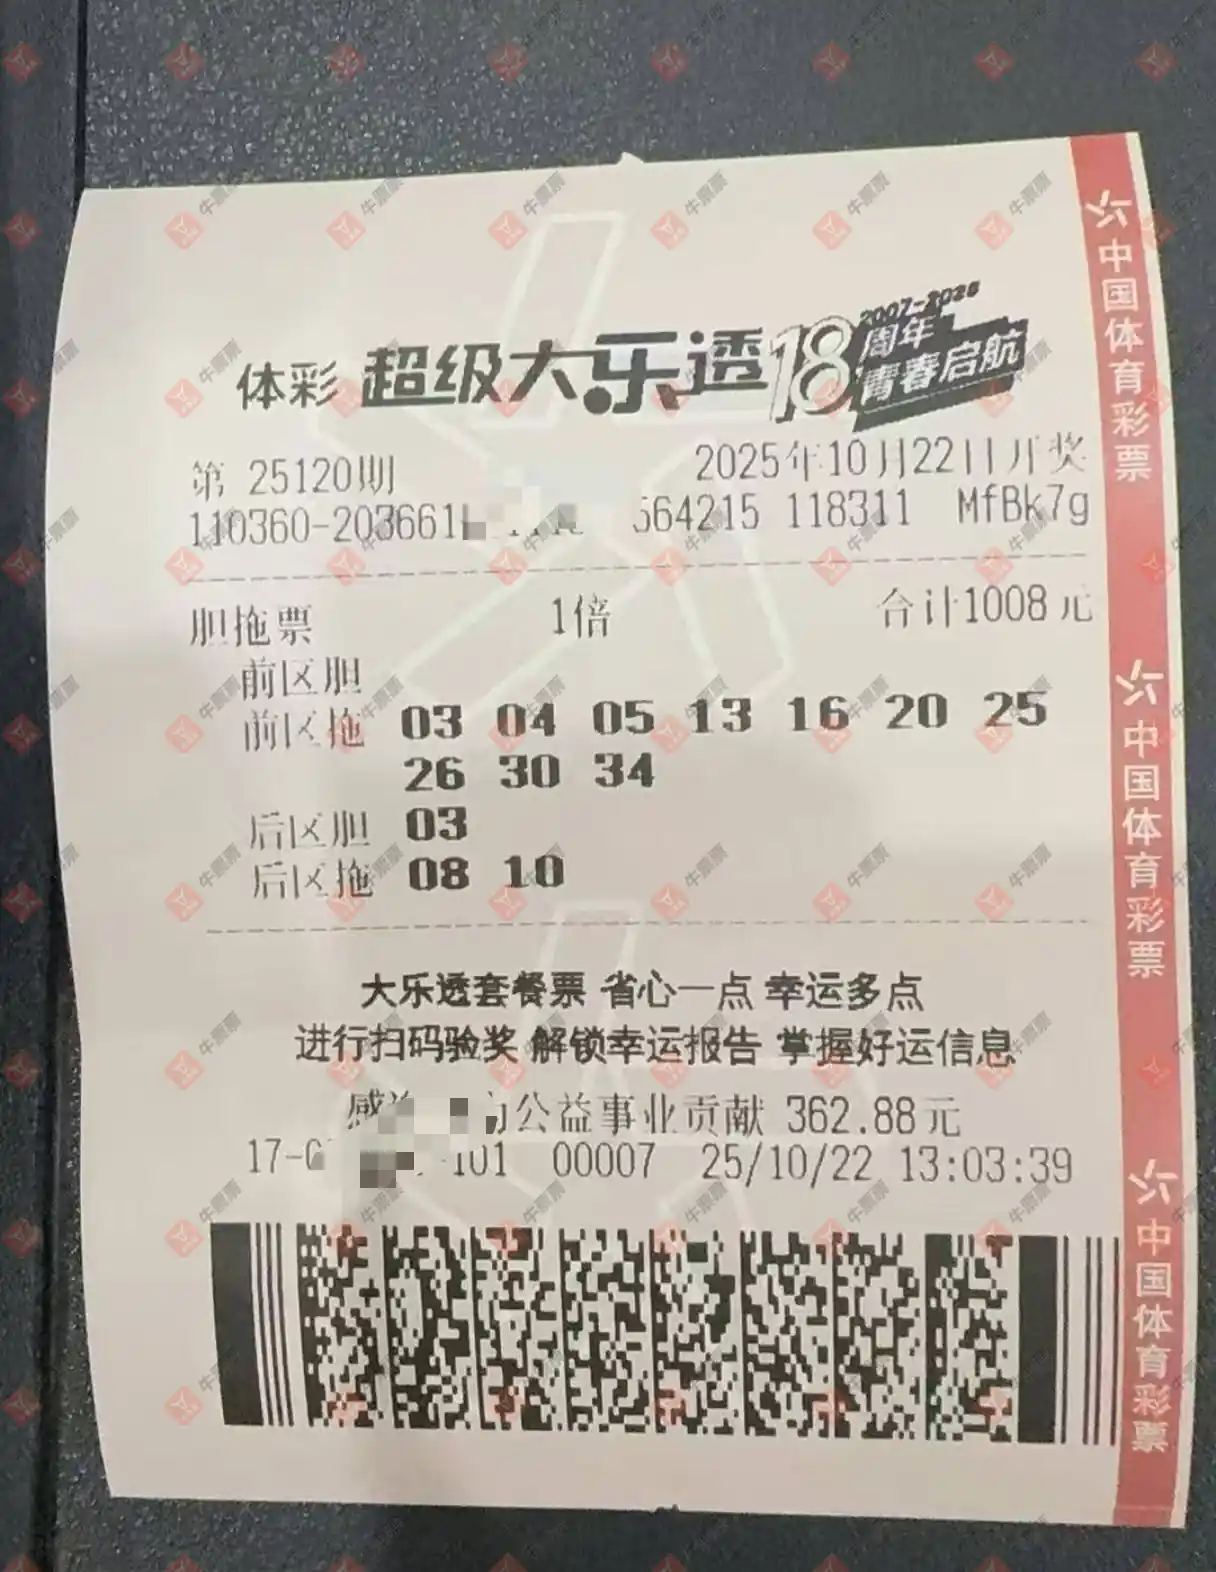 2007-2025
体彩 超级大乐透 18 周年
青春启航
第 25120期 2025年10月22日开奖
110360-203661 564215 118311 MfBk7g
胆拖票 1倍 合计1008元
前区胆
前区拖 03 04 05 13 16 20 25
26 30 34
后区胆 03
后区拖 08 10
大乐透套餐票 省心一点 幸运多点
进行扫码验奖 解锁幸运报告 掌握好运信息
感 为公益事业贡献 362.88元
17- -101 00007 25/10/22 13:03:39
中国体育彩票
中国体育彩票
中国体育彩票
牛票票